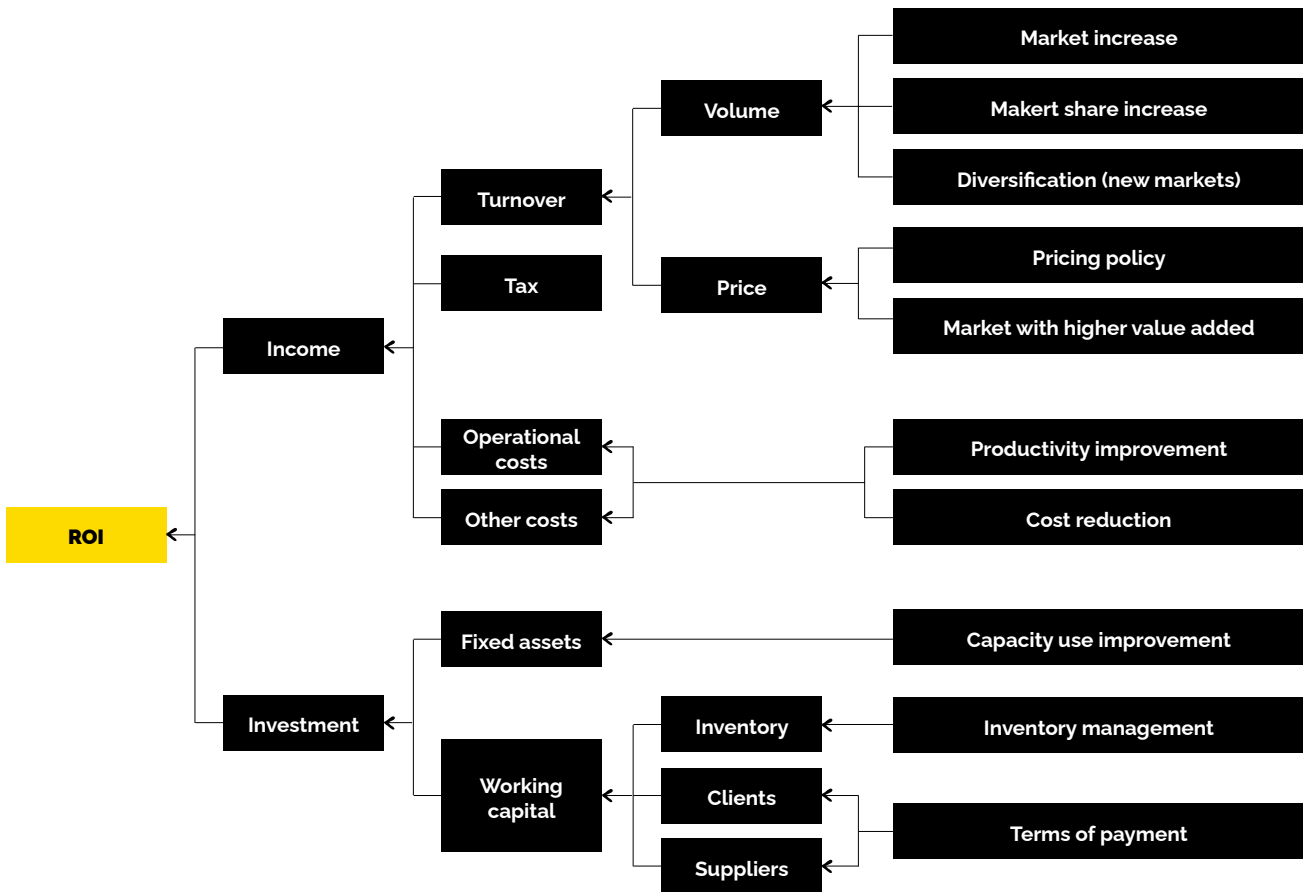 Market increase
Volume
Makert share increase
Diversification (new markets)
Turnover
Pricing policy
Tax
Price
Market with higher value added
Income
Operational
costs
Productivity improvement
Other costs
Cost reduction
ROI
Fixed assets
Capacity use improvement
Investment
Inventory
Inventory management
Working
capital
Clients
Terms of payment
Suppliers